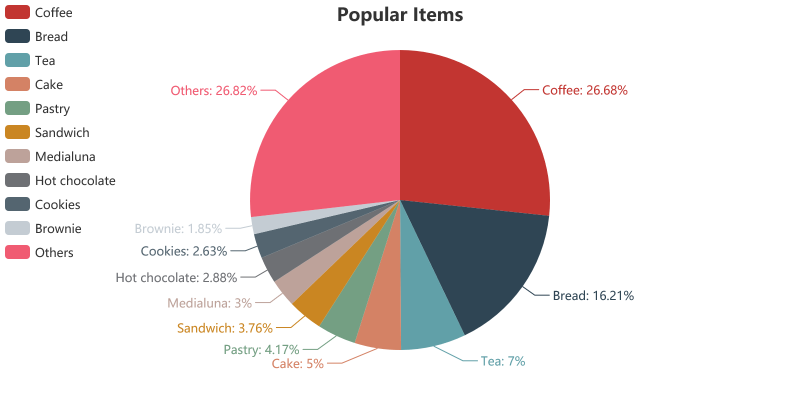 Popular Items
Coffee
Bread
Tea
Cake
Pastry
Sandwich
Medialuna
Hot chocolate
Cookies
Brownie
Others
Others: 26.82%
Coffee: 26.68%
Brownie: 1.85%
Cookies: 2.63%
Hot chocolate: 2.88%
Bread: 16.21%
Medialuna: 3%
Sandwich: 3.76%
Pastry: 4.17%
Tea: 7%
Cake: 5%